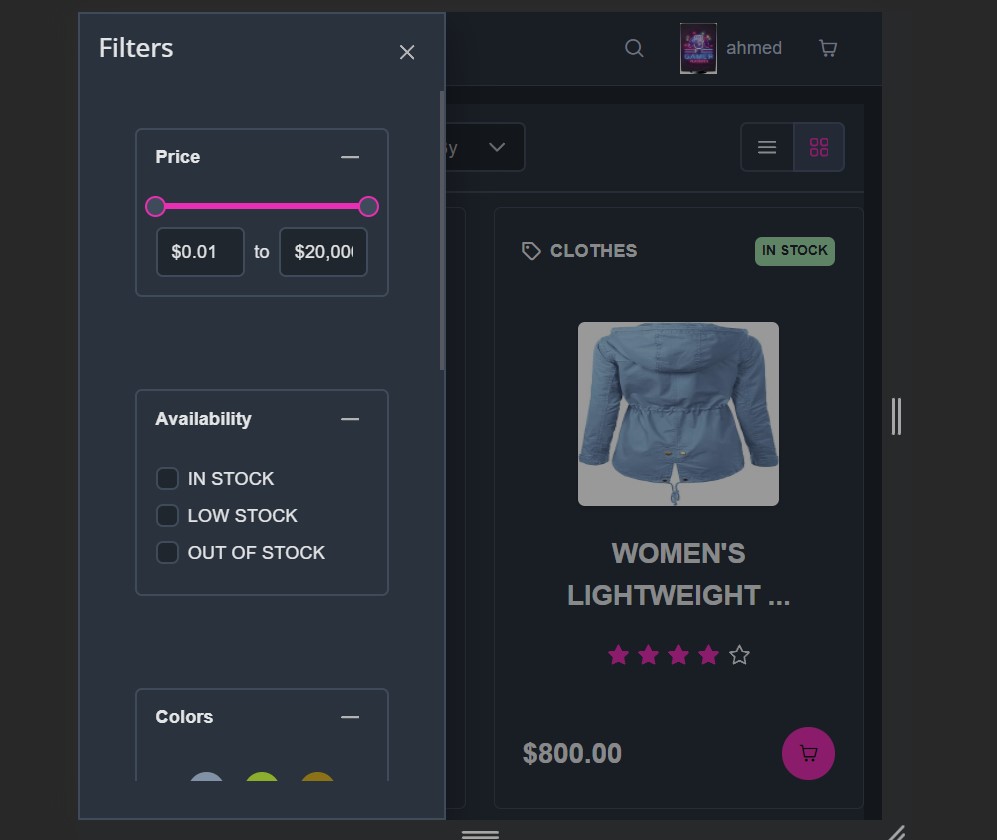 Filters
ahmed
y
Price
$0.01 to $20,00
CLOTHES
IN STOCK
Availability
IN STOCK
LOW STOCK
OUT OF STOCK
WOMEN'S
LIGHTWEIGHT ...
Colors
$800.00